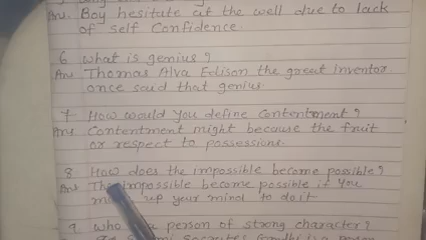 Ans. Boy hesitate at the well due to lack
of self Confidence.
6 what is genius ?
Ans Thomas Alva Edison the great inventor
once said that genius
7 How would you define Contentment ?
Ans Contentment might because the fruit
or respect to possessions.
8 How does the impossible become possible?
Ans The impossible become possible if you
up your mind to do it
9 who person of strong character?